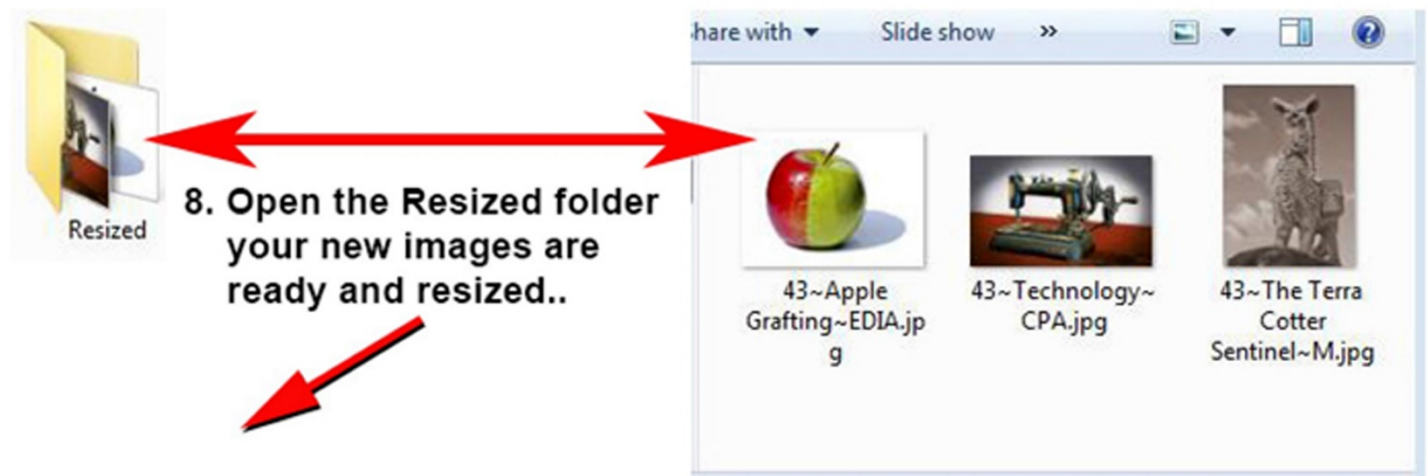 hare with Slide show »
Resized
8. Open the Resized folder
your new images are
ready and resized..
43~Apple
Grafting~EDIA.jp
g
43~Technology~
CPA.jpg
43~The Terra
Cotter
Sentinel~M.jpg